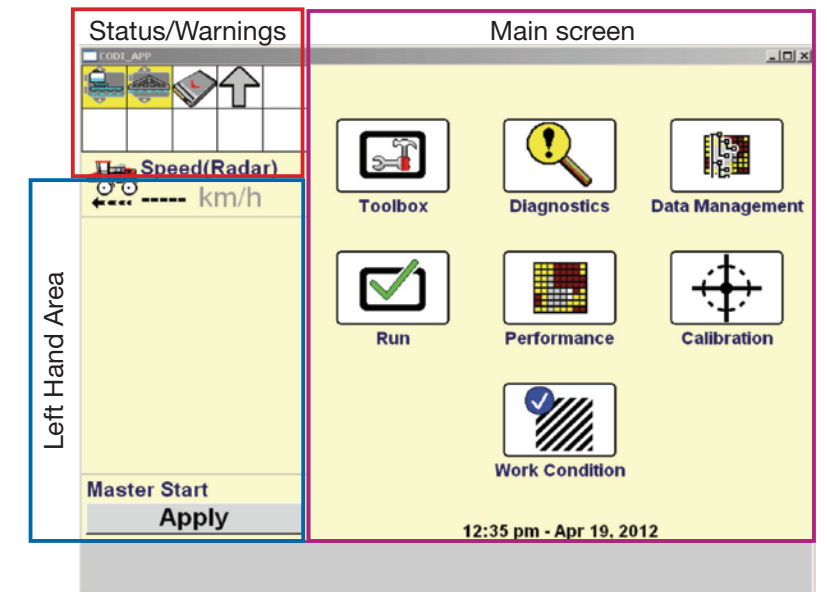 Status/Warnings
Main screen
CODI_APP
L
Speed(Radar)
----- km/h
Toolbox
Diagnostics
Data Management
Run
Performance
Calibration
Work Condition
Left Hand Area
Master Start
Apply
12:35 pm - Apr 19, 2012